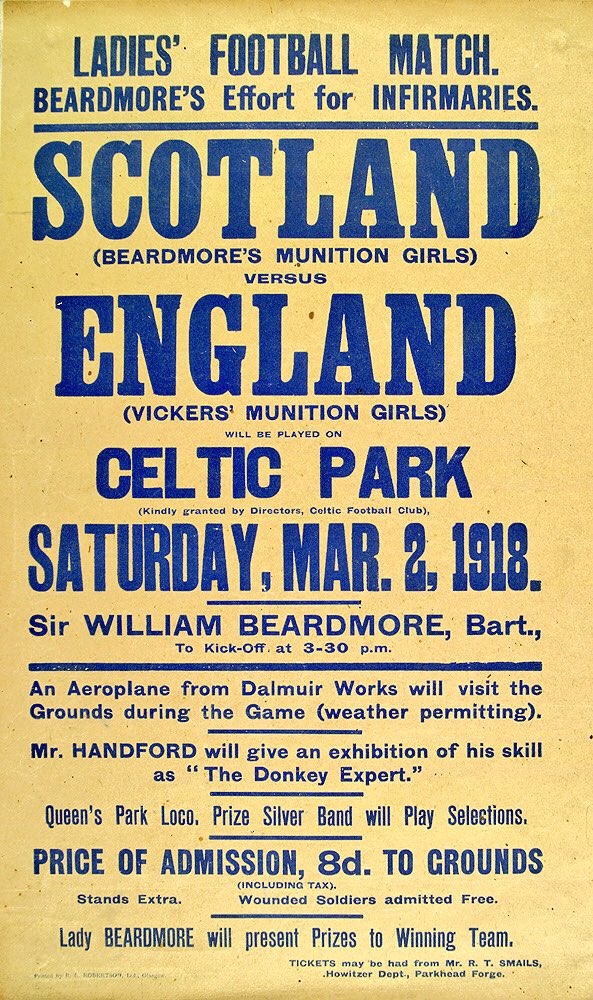 LADIES' FOOTBALL MATCH.
BEARDMORE'S Effort for INFIRMARIES.
SCOTLAND
(BEARDMORE'S MUNITION GIRLS)
VERSUS
ENGLAND
(VICKERS' MUNITION GIRLS)
WILL BE PLAYED ON
CELTIC PARK
(Kindly granted by Directors, Celtic Football Club),
SATURDAY, MAR. 2, 1918.
Sir WILLIAM BEARDMORE, Bart.,
To Kick-Off at 3-30 p.m.
An Aeroplane from Dalmuir Works will visit the
Grounds during the Game (weather permitting).
Mr. HANDFORD will give an exhibition of his skill
as "The Donkey Expert."
Queen's Park Loco. Prize Silver Band will Play Selections.
PRICE OF ADMISSION, 8d. TO GROUNDS
(INCLUDING TAX).
Stands Extra. Wounded Soldiers admitted Free.
Lady BEARDMORE will present Prizes to Winning Team.
TICKETS may be had from Mr. R. T. SMAILS,
Howitzer Dept., Parkhead Forge.
Printed by R. L. ROBERTSON, Ltd., Glasgow.